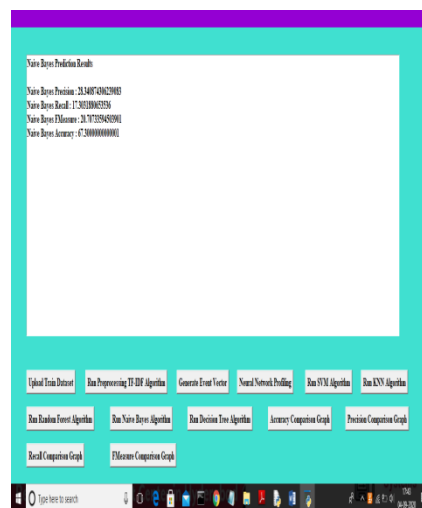 Naive Bayes Prediction Results
Naive Bayes Precision : 28.340874300239083
Naive Bayes Recall : 17.3031880653536
Naive Bayes FMeasure : 20.70733594503901
Naive Bayes Accuracy : 67.30000000000001
Upload Train Dataset Run Preprocessing TF-IDF Algorithm Generate Event Vector Neural Network Profiling Run SVM Algorithm Run KNN Algorithm
Run Random Forest Algorithm Run Naive Bayes Algorithm Run Decision Tree Algorithm Accuracy Comparison Graph Precision Comparison Graph
Recall Comparison Graph FMeasure Comparison Graph
Type here to search